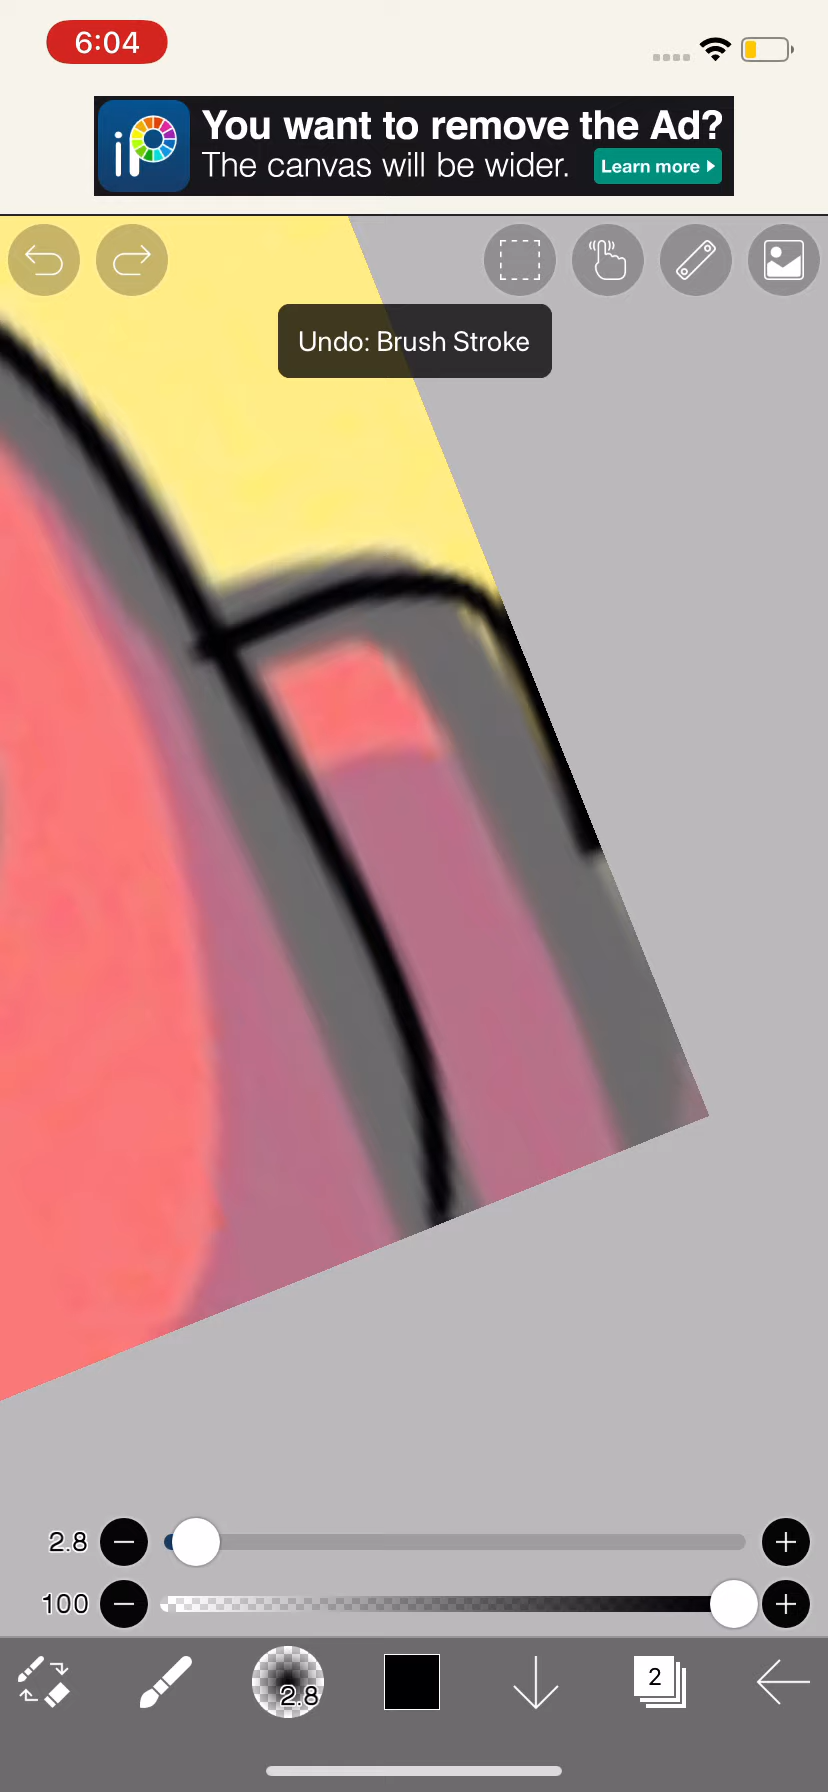 6:04
iP
You want to remove the Ad?
The canvas will be wider.
Learn more
Undo: Brush Stroke
2.8
100
2.8
2